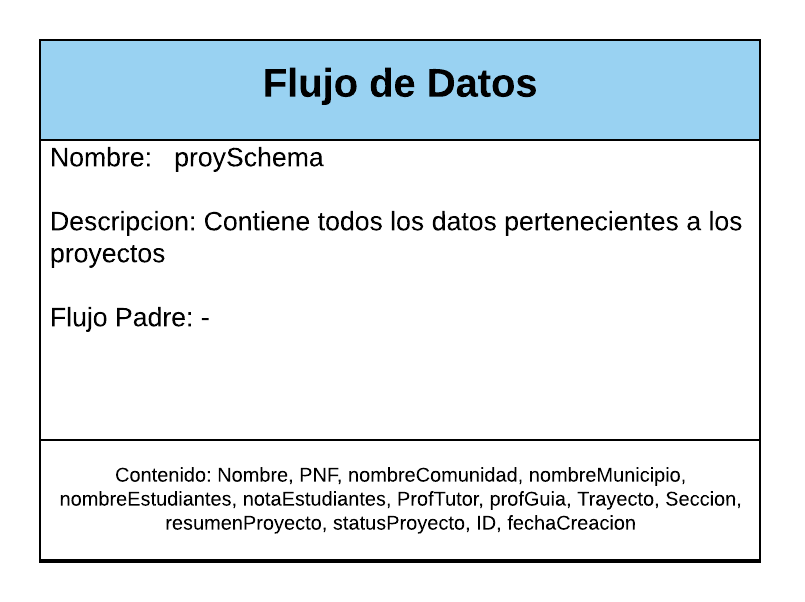 Flujo de Datos
Nombre:   proySchema
Descripcion: Contiene todos los datos pertenecientes a los
proyectos
Flujo Padre: -
Contenido: Nombre, PNF, nombreComunidad, nombreMunicipio,
nombreEstudiantes, notaEstudiantes, ProfTutor, profGuia, Trayecto, Seccion,
resumenProyecto, statusProyecto, ID, fechaCreacion